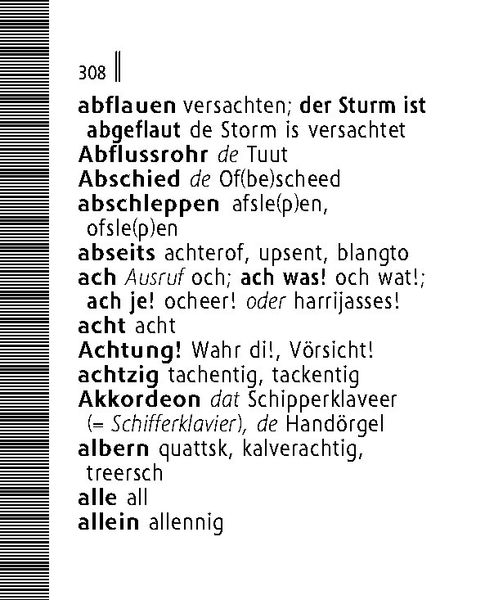 308
abflauen versachten; der Sturm ist
abgeflaut de Storm is versachtet
Abflussrohr de Tuut
Abschied de Of(be)scheed
abschleppen afsle(p)en,
ofsle(p)en
abseits achterof, upsent, blangto
ach Ausruf och; ach was! och wat!;
ach je! ocheer! oder harrijasses!
acht acht
Achtung! Wahr di!, Vörsicht!
achtzig tachentig, tackentig
Akkordeon dat Schipperklaveer
(= Schifferklavier), de Handörgel
albern quattsk, kalverachtig,
treersch
alle all
allein allennig